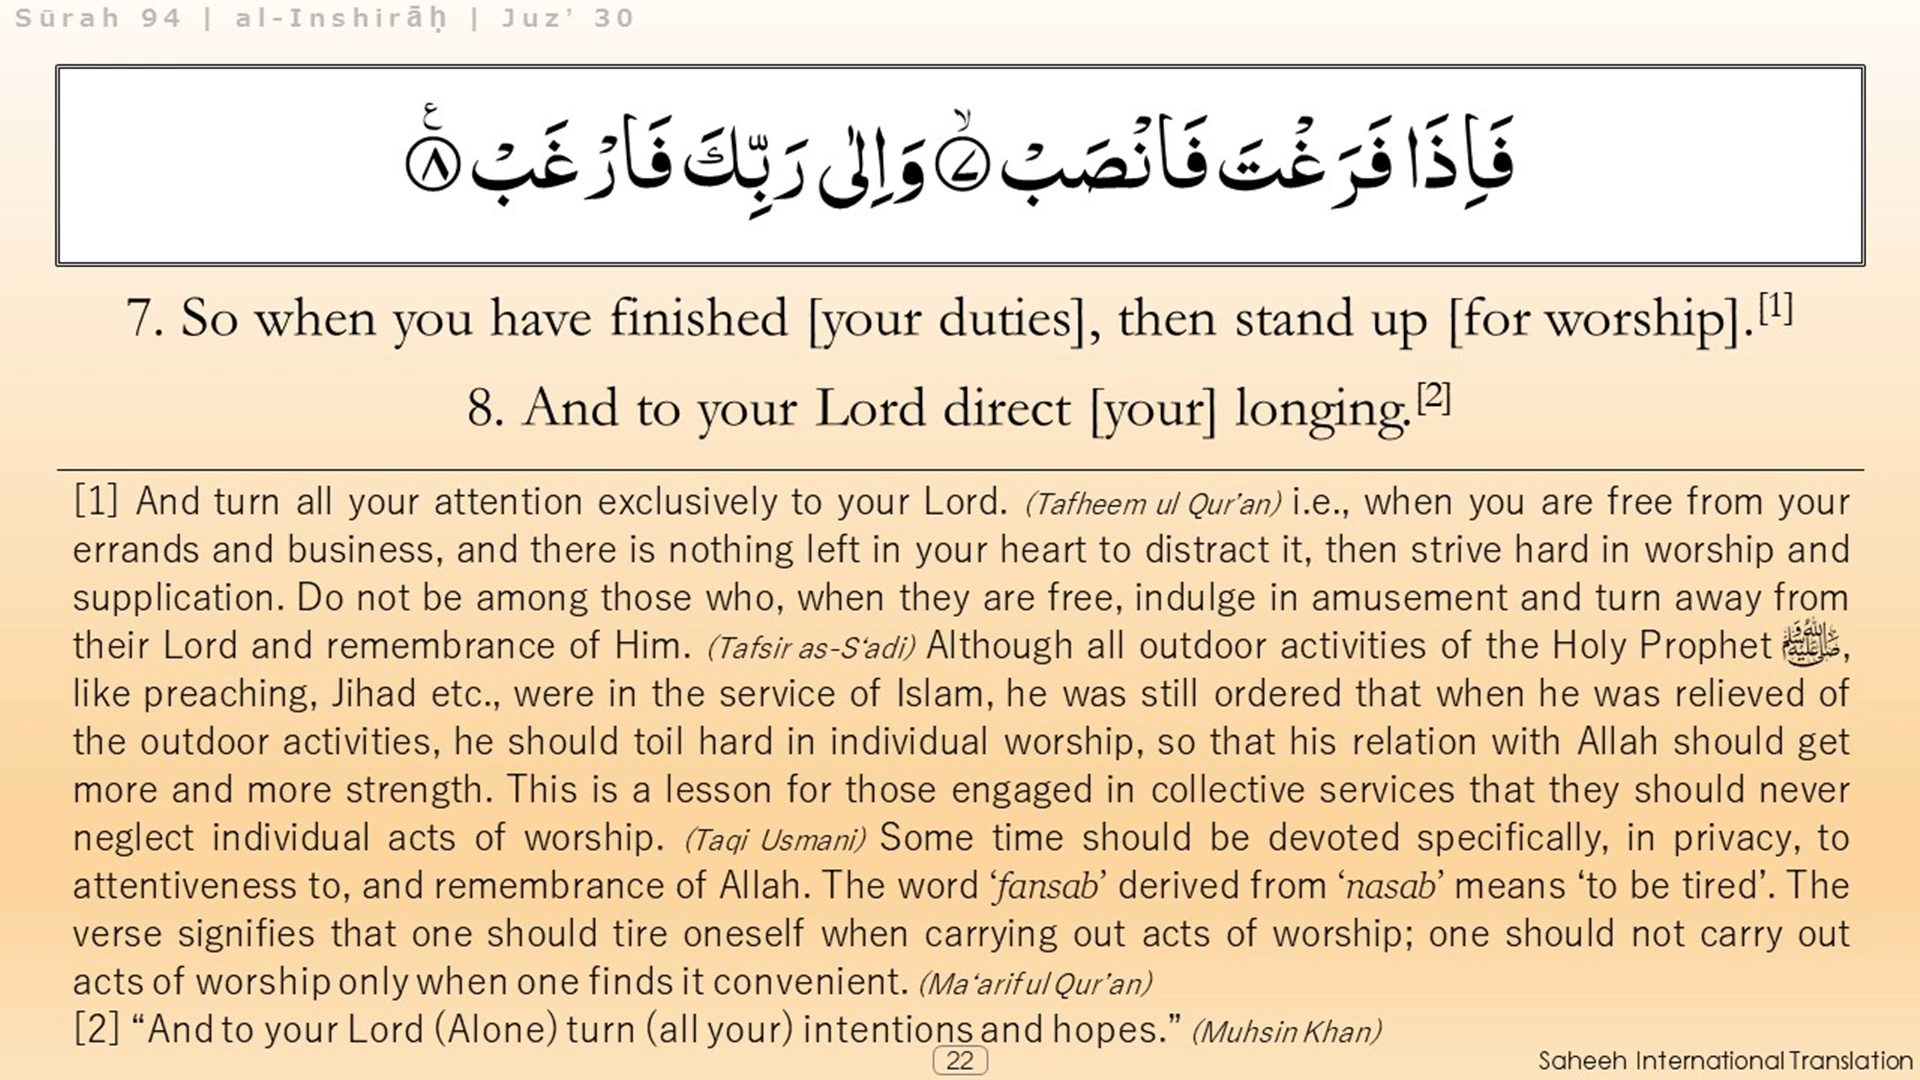 Sūrah 94 | al-Inshirāḥ | Juz’ 30
فَاِذَا فَرَغْتَ فَانْصَبْ ۙ‏﴿۷﴾ وَاِلٰى رَبِّكَ فَارْغَبْ ‏﴿۸﴾ ع
7. So when you have finished [your duties], then stand up [for worship].[1]
8. And to your Lord direct [your] longing.[2]
[1] And turn all your attention exclusively to your Lord. (Tafheem ul Qur’an) i.e., when you are free from your
errands and business, and there is nothing left in your heart to distract it, then strive hard in worship and
supplication. Do not be among those who, when they are free, indulge in amusement and turn away from
their Lord and remembrance of Him. (Tafsir as-S‘adi) Although all outdoor activities of the Holy Prophet ﷺ,
like preaching, Jihad etc., were in the service of Islam, he was still ordered that when he was relieved of
the outdoor activities, he should toil hard in individual worship, so that his relation with Allah should get
more and more strength. This is a lesson for those engaged in collective services that they should never
neglect individual acts of worship. (Taqi Usmani) Some time should be devoted specifically, in privacy, to
attentiveness to, and remembrance of Allah. The word ‘fansab’ derived from ‘nasab’ means ‘to be tired’. The
verse signifies that one should tire oneself when carrying out acts of worship; one should not carry out
acts of worship only when one finds it convenient. (Ma‘arif ul Qur’an)
[2] “And to your Lord (Alone) turn (all your) intentions and hopes.” (Muhsin Khan)
22
Saheeh International Translation